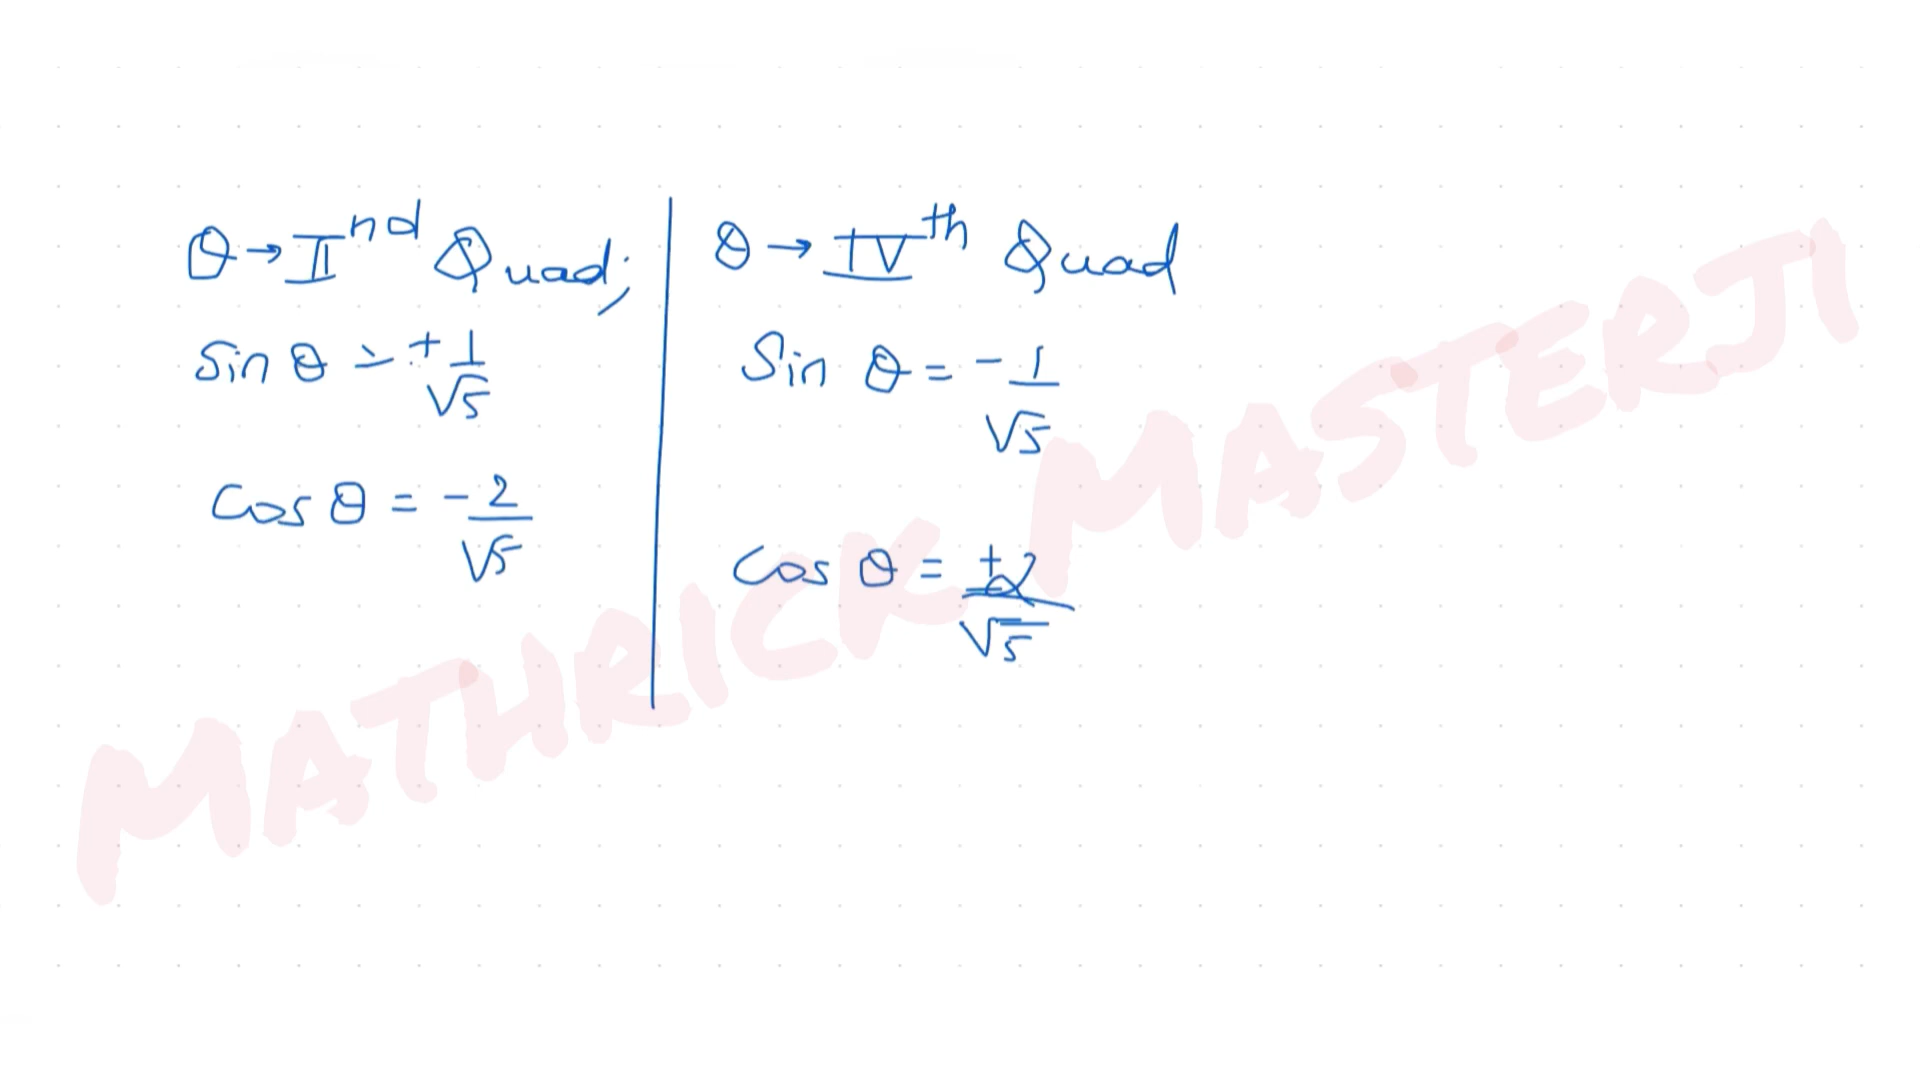 θ → IInd Quad;
Sin θ = + 1/√5
Cos θ = - 2/√5
θ → IVth Quad
Sin θ = - 1/√5
Cos θ = + 2/√5
MATHRICK MASTERJI